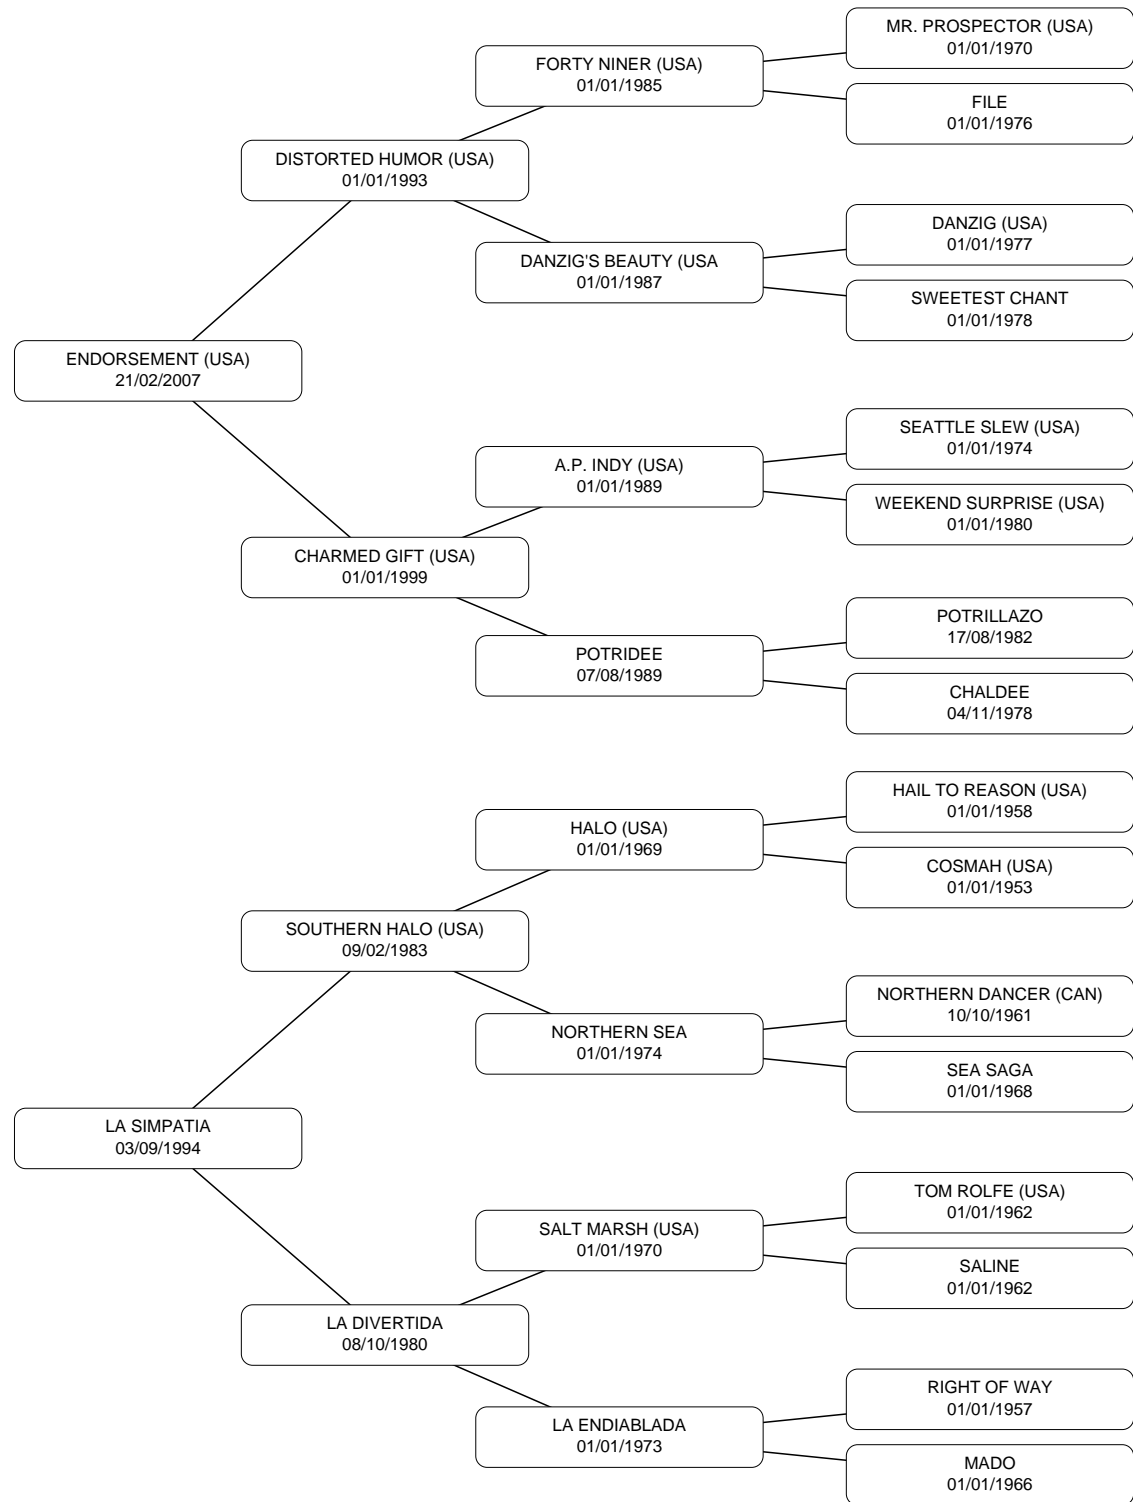 MR. PROSPECTOR (USA)
01/01/1970
FORTY NINER (USA)
01/01/1985
FILE
01/01/1976
DISTORTED HUMOR (USA)
01/01/1993
DANZIG (USA)
01/01/1977
DANZIG'S BEAUTY (USA
01/01/1987
SWEETEST CHANT
01/01/1978
ENDORSEMENT (USA)
21/02/2007
SEATTLE SLEW (USA)
01/01/1974
A.P. INDY (USA)
01/01/1989
WEEKEND SURPRISE (USA)
01/01/1980
CHARMED GIFT (USA)
01/01/1999
POTRILLAZO
17/08/1982
POTRIDEE
07/08/1989
CHALDEE
04/11/1978
HAIL TO REASON (USA)
01/01/1958
HALO (USA)
01/01/1969
COSMAH (USA)
01/01/1953
SOUTHERN HALO (USA)
09/02/1983
NORTHERN DANCER (CAN)
10/10/1961
NORTHERN SEA
01/01/1974
SEA SAGA
01/01/1968
LA SIMPATIA
03/09/1994
TOM ROLFE (USA)
01/01/1962
SALT MARSH (USA)
01/01/1970
SALINE
01/01/1962
LA DIVERTIDA
08/10/1980
RIGHT OF WAY
01/01/1957
LA ENDIABLADA
01/01/1973
MADO
01/01/1966